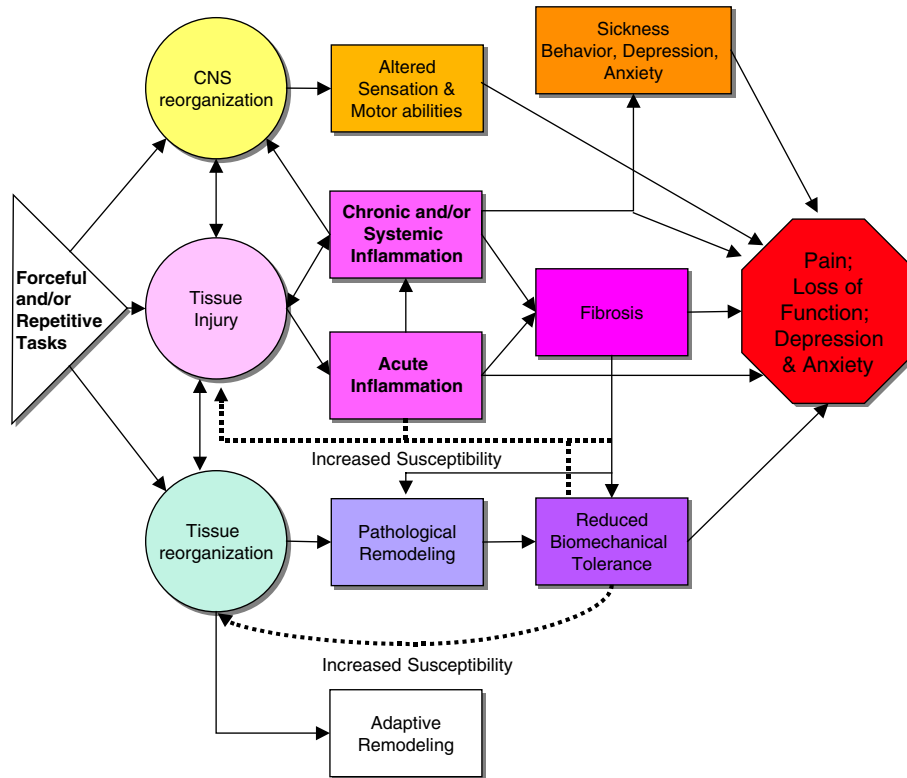 Sickness
Behavior, Depression,
Anxiety
CNS
reorganization
Altered
Sensation &
Motor abilities
Chronic and/or
Systemic
Inflammation
Forceful
and/or
Repetitive
Tasks
Tissue
Injury
Fibrosis
Pain;
Loss of
Function;
Depression
& Anxiety
Acute
Inflammation
Increased Susceptibility
Tissue
reorganization
Pathological
Remodeling
Reduced
Biomechanical
Tolerance
Increased Susceptibility
Adaptive
Remodeling